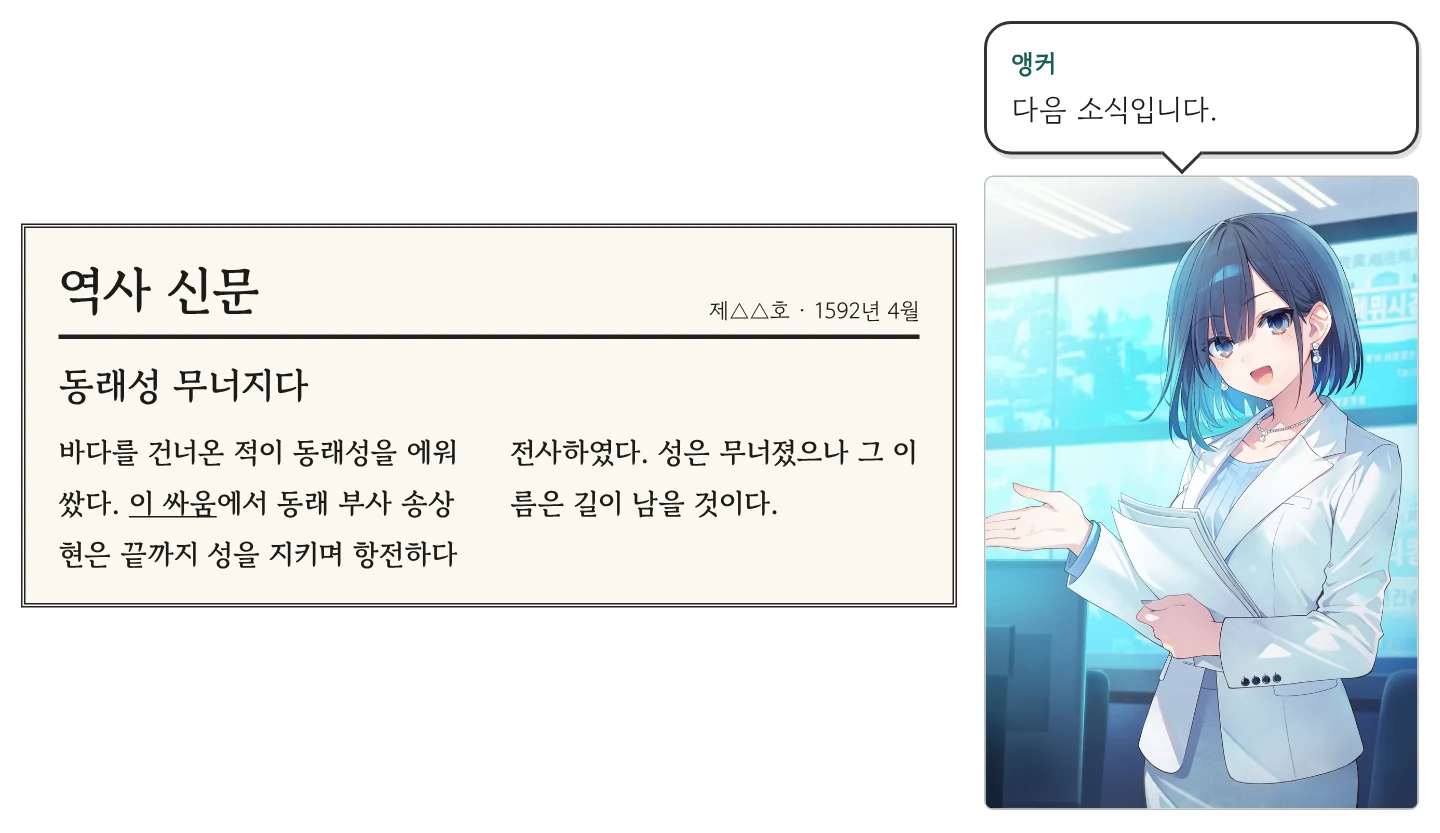 역사 신문
제△△호 · 1592년 4월
동래성 무너지다
바다를 건너온 적이 동래성을 에워
쌌다. 이 싸움에서 동래 부사 송상
현은 끝까지 성을 지키며 항전하다
전사하였다. 성은 무너졌으나 그 이
름은 길이 남을 것이다.
앵커
다음 소식입니다.